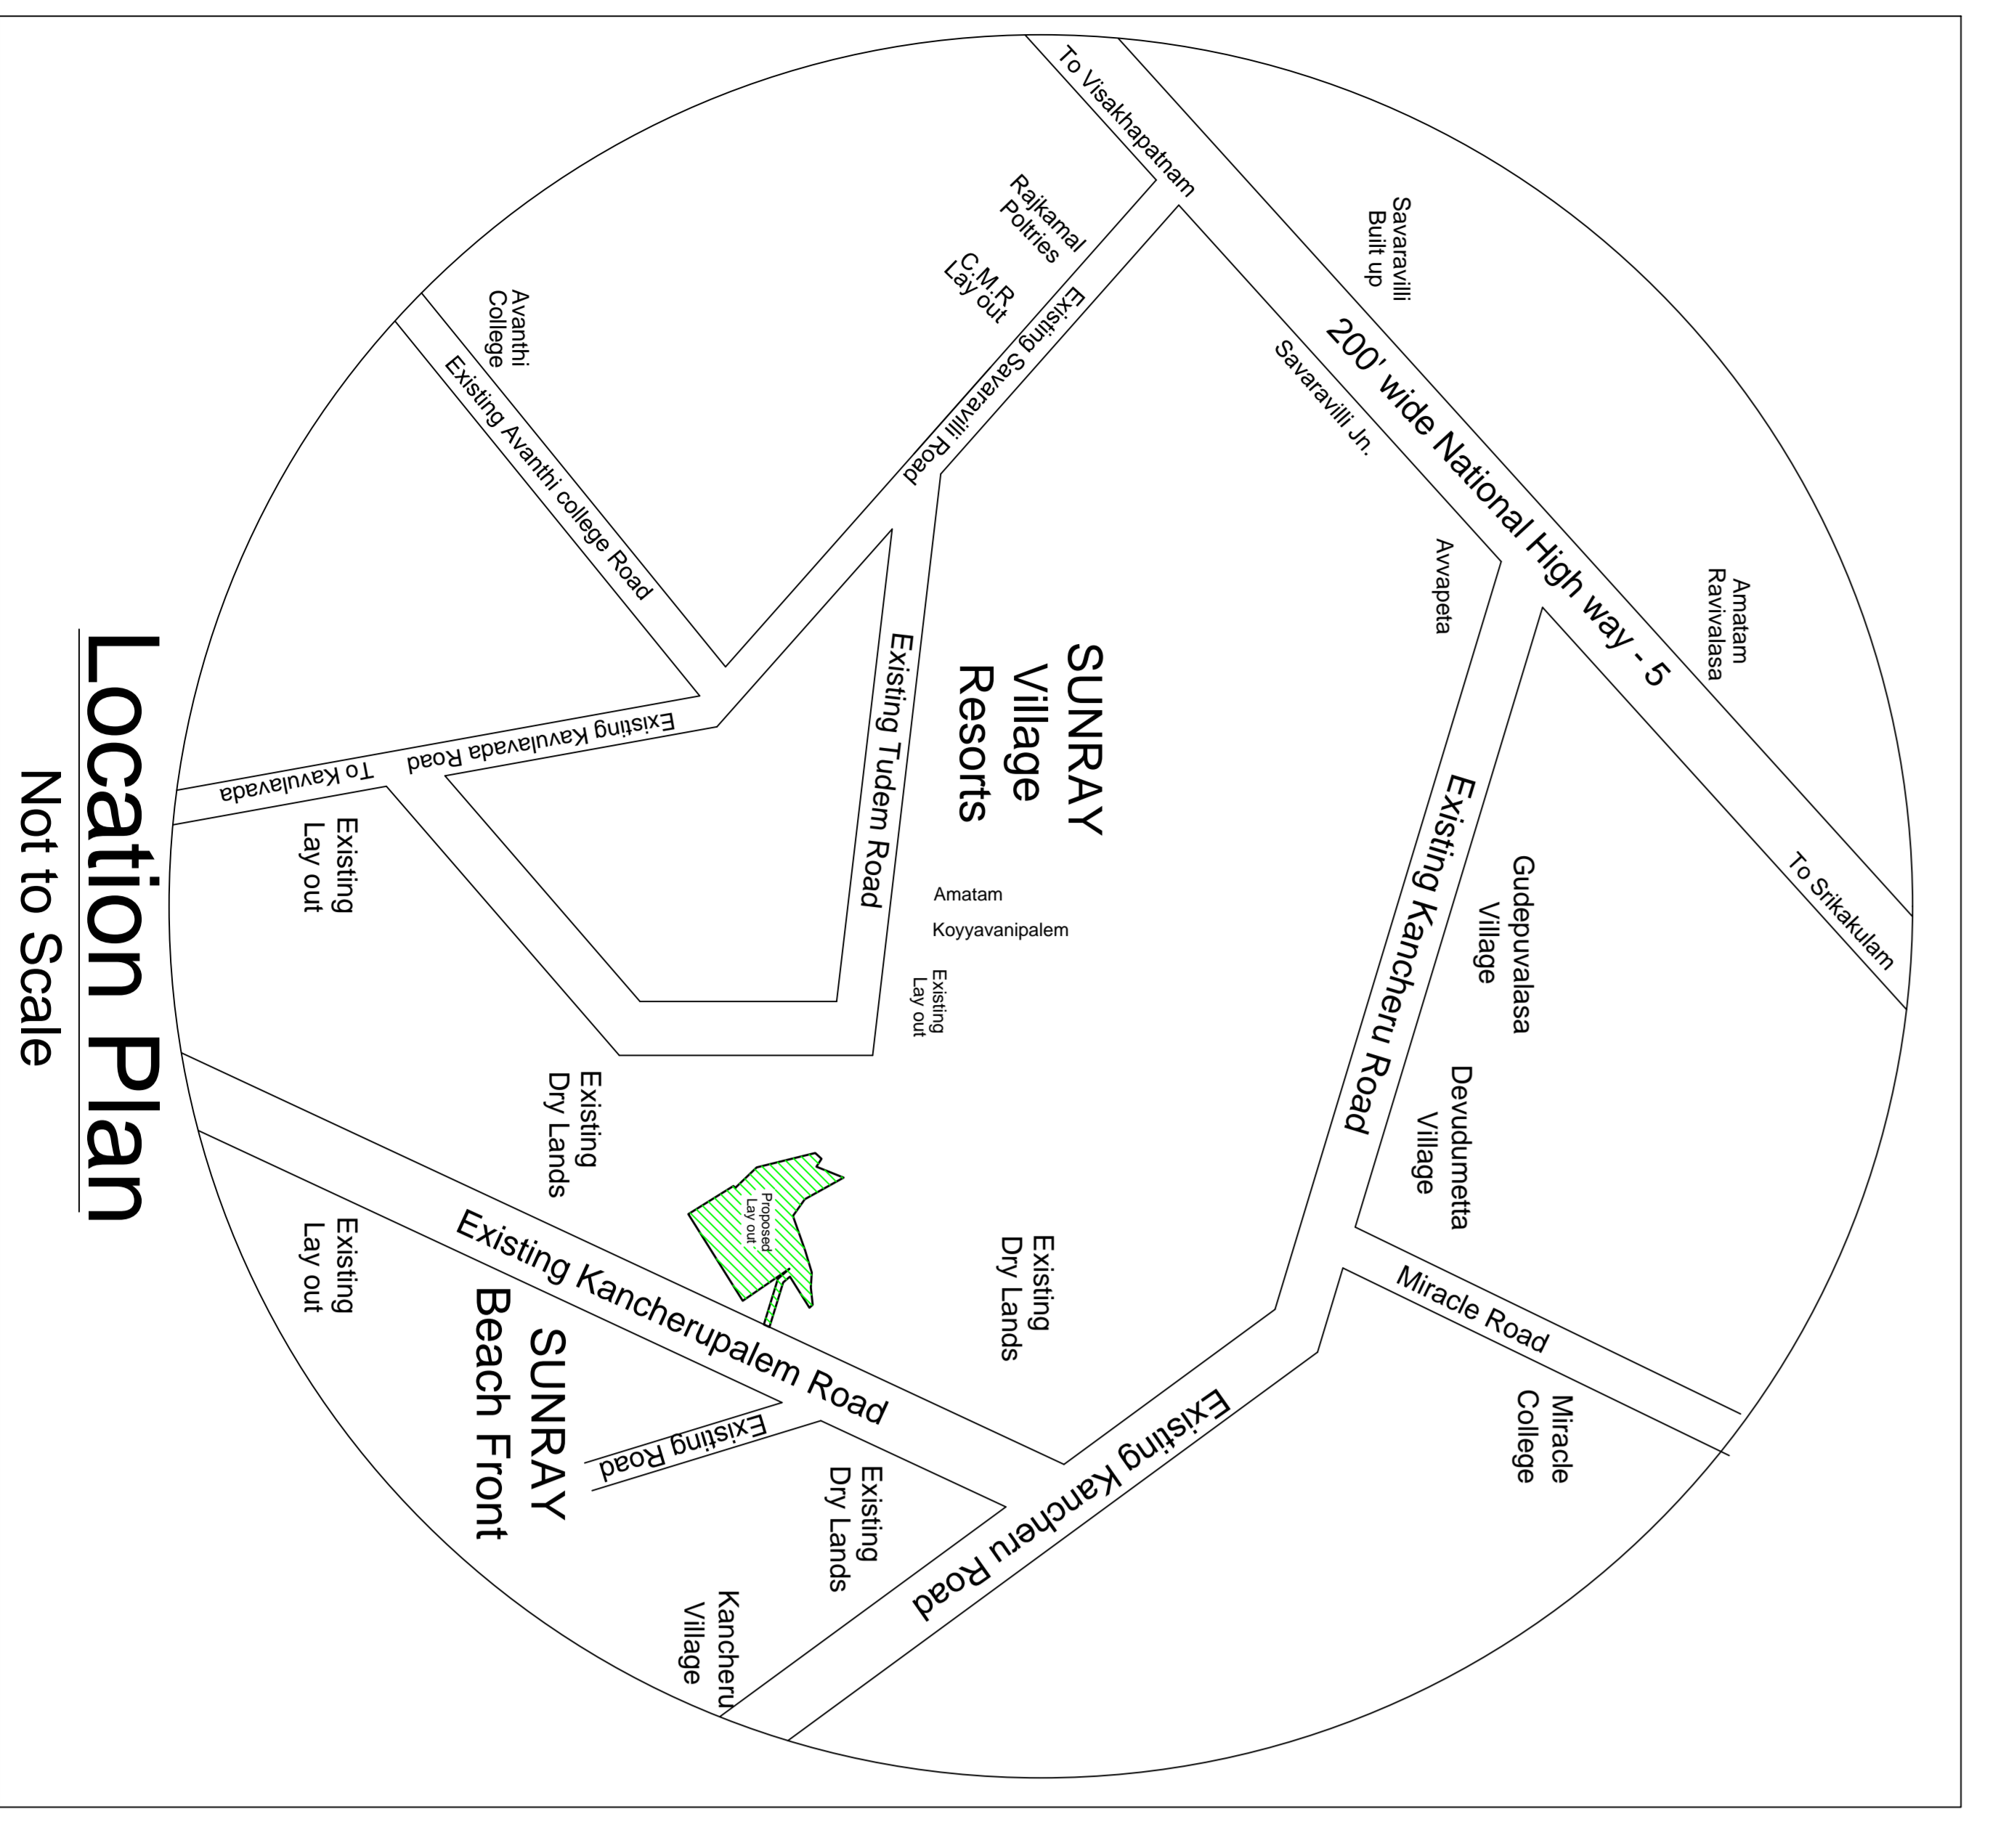 To Visakhapatnam
Savaravilli
Built up
200' wide National High way - 5
Savaravilli Jn.
Amatam
Ravivalasa
To Srikakulam
Avvapeta
Rajkamal
Poltries
C.M.R
Lay out
Existing Savaravilli Road
Avanthi
College
Existing Avanthi college Road
Existing Kavulavada Road
To Kavulavada
Existing
Lay out
Existing Tudem Road
SUNRAY
Village
Resorts
Amatam
Koyyavanipalem
Existing
Lay out
Existing Kancheru Road
Gudepuvalasa
Village
Devudumetta
Village
Miracle Road
Miracle
College
Existing
Dry Lands
Existing
Dry Lands
Proposed
Lay out
Existing Kancherupalem Road
Existing
Lay out
SUNRAY
Beach Front
Existing Road
Existing
Dry Lands
Existing Kancheru Road
Kancheru
Village
Location Plan
Not to Scale